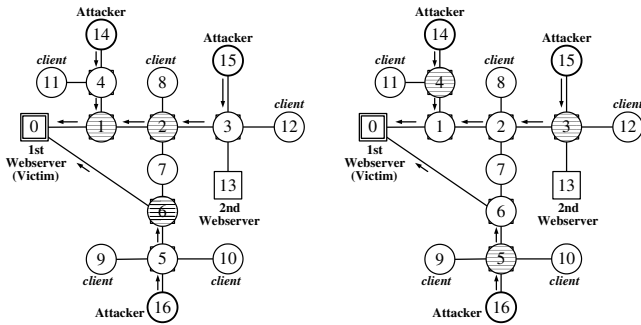 Attacker
14
client
11
4
client
8
Attacker
15
client
0
1
2
3
12
1st
Webserver
(Victim)
7
13
2nd
Webserver
6
9
client
5
10
client
16
Attacker
Attacker
14
client
11
4
client
8
Attacker
15
client
0
1
2
3
12
1st
Webserver
(Victim)
7
13
2nd
Webserver
6
9
client
5
10
client
16
Attacker